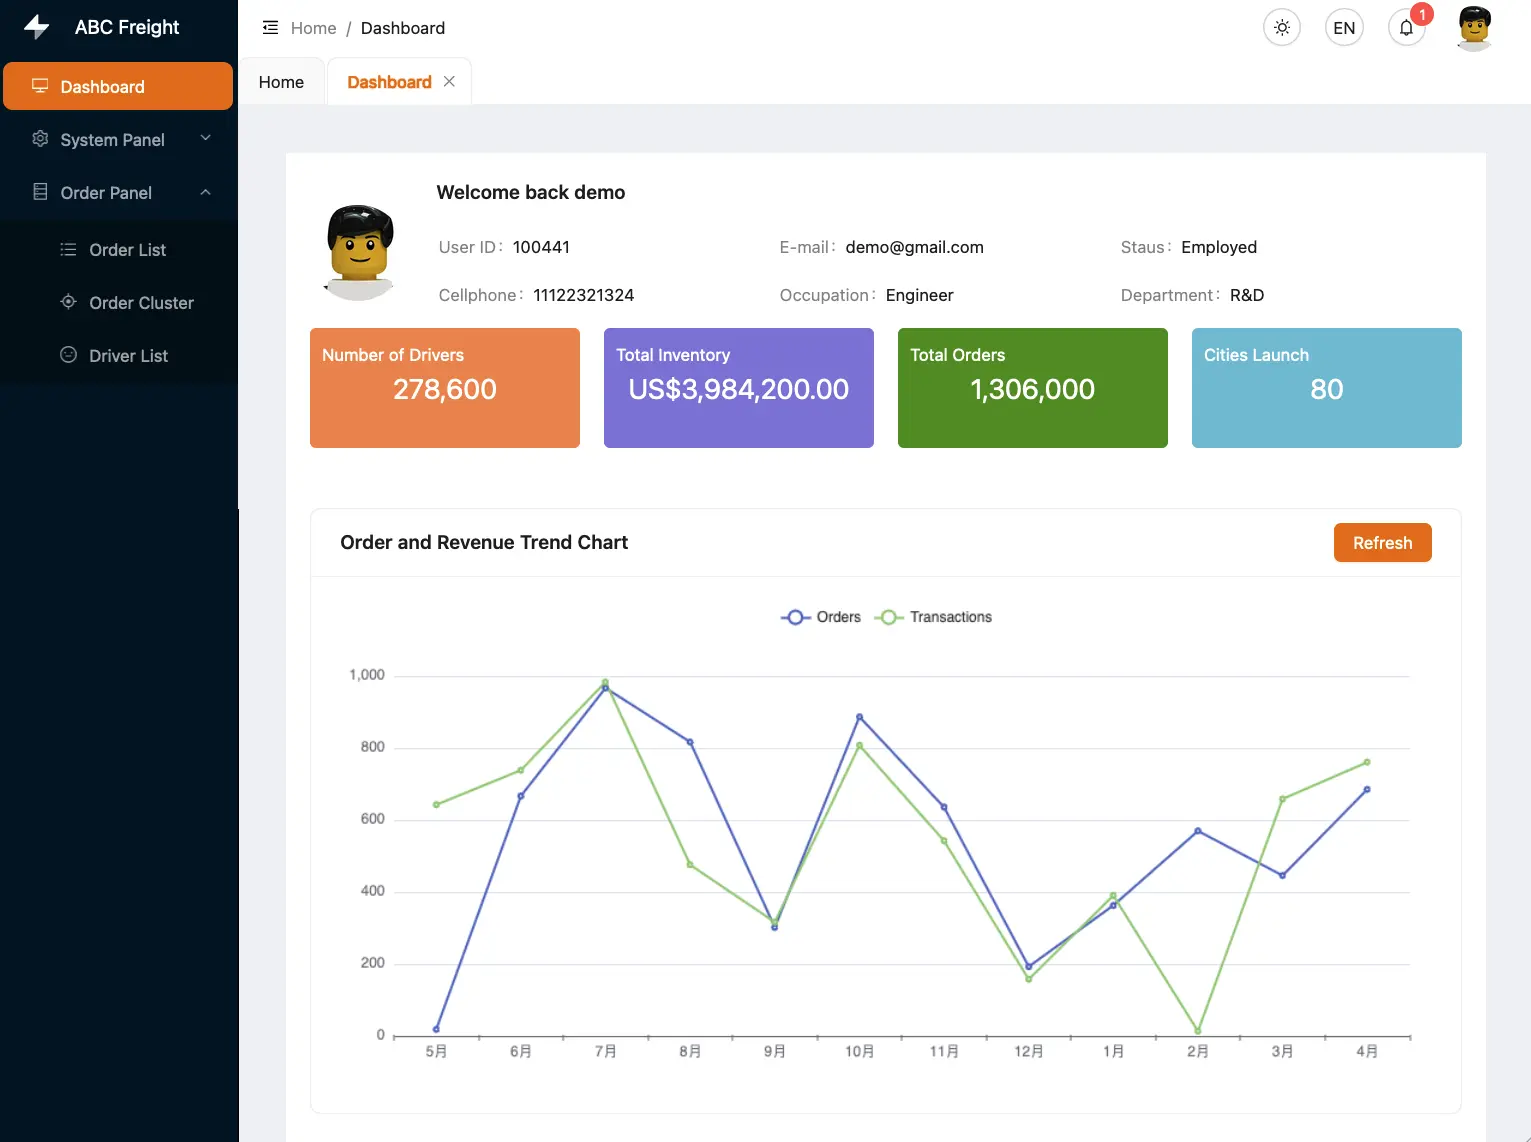 ABC Freight
Home / Dashboard
EN
1
Dashboard
System Panel
Order Panel
Order List
Order Cluster
Driver List
Home
Dashboard
Welcome back demo
User ID: 100441
E-mail: demo@gmail.com
Staus: Employed
Cellphone: 11122321324
Occupation: Engineer
Department: R&D
Number of Drivers
278,600
Total Inventory
US$3,984,200.00
Total Orders
1,306,000
Cities Launch
80
Order and Revenue Trend Chart
Refresh
Orders
Transactions
1,000
800
600
400
200
0
5月 6月 7月 8月 9月 10月 11月 12月 1月 2月 3月 4月